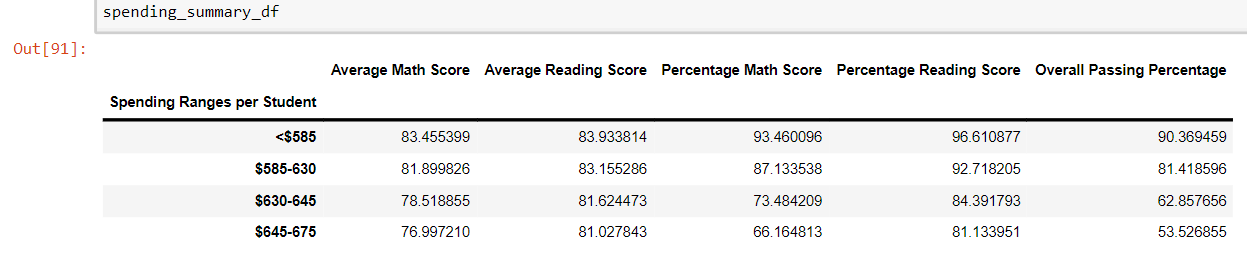 spending_summary_df
Out[91]:
Average Math Score Average Reading Score Percentage Math Score Percentage Reading Score Overall Passing Percentage
Spending Ranges per Student
<$585 83.455399 83.933814 93.460096 96.610877 90.369459
$585-630 81.899826 83.155286 87.133538 92.718205 81.418596
$630-645 78.518855 81.624473 73.484209 84.391793 62.857656
$645-675 76.997210 81.027843 66.164813 81.133951 53.526855